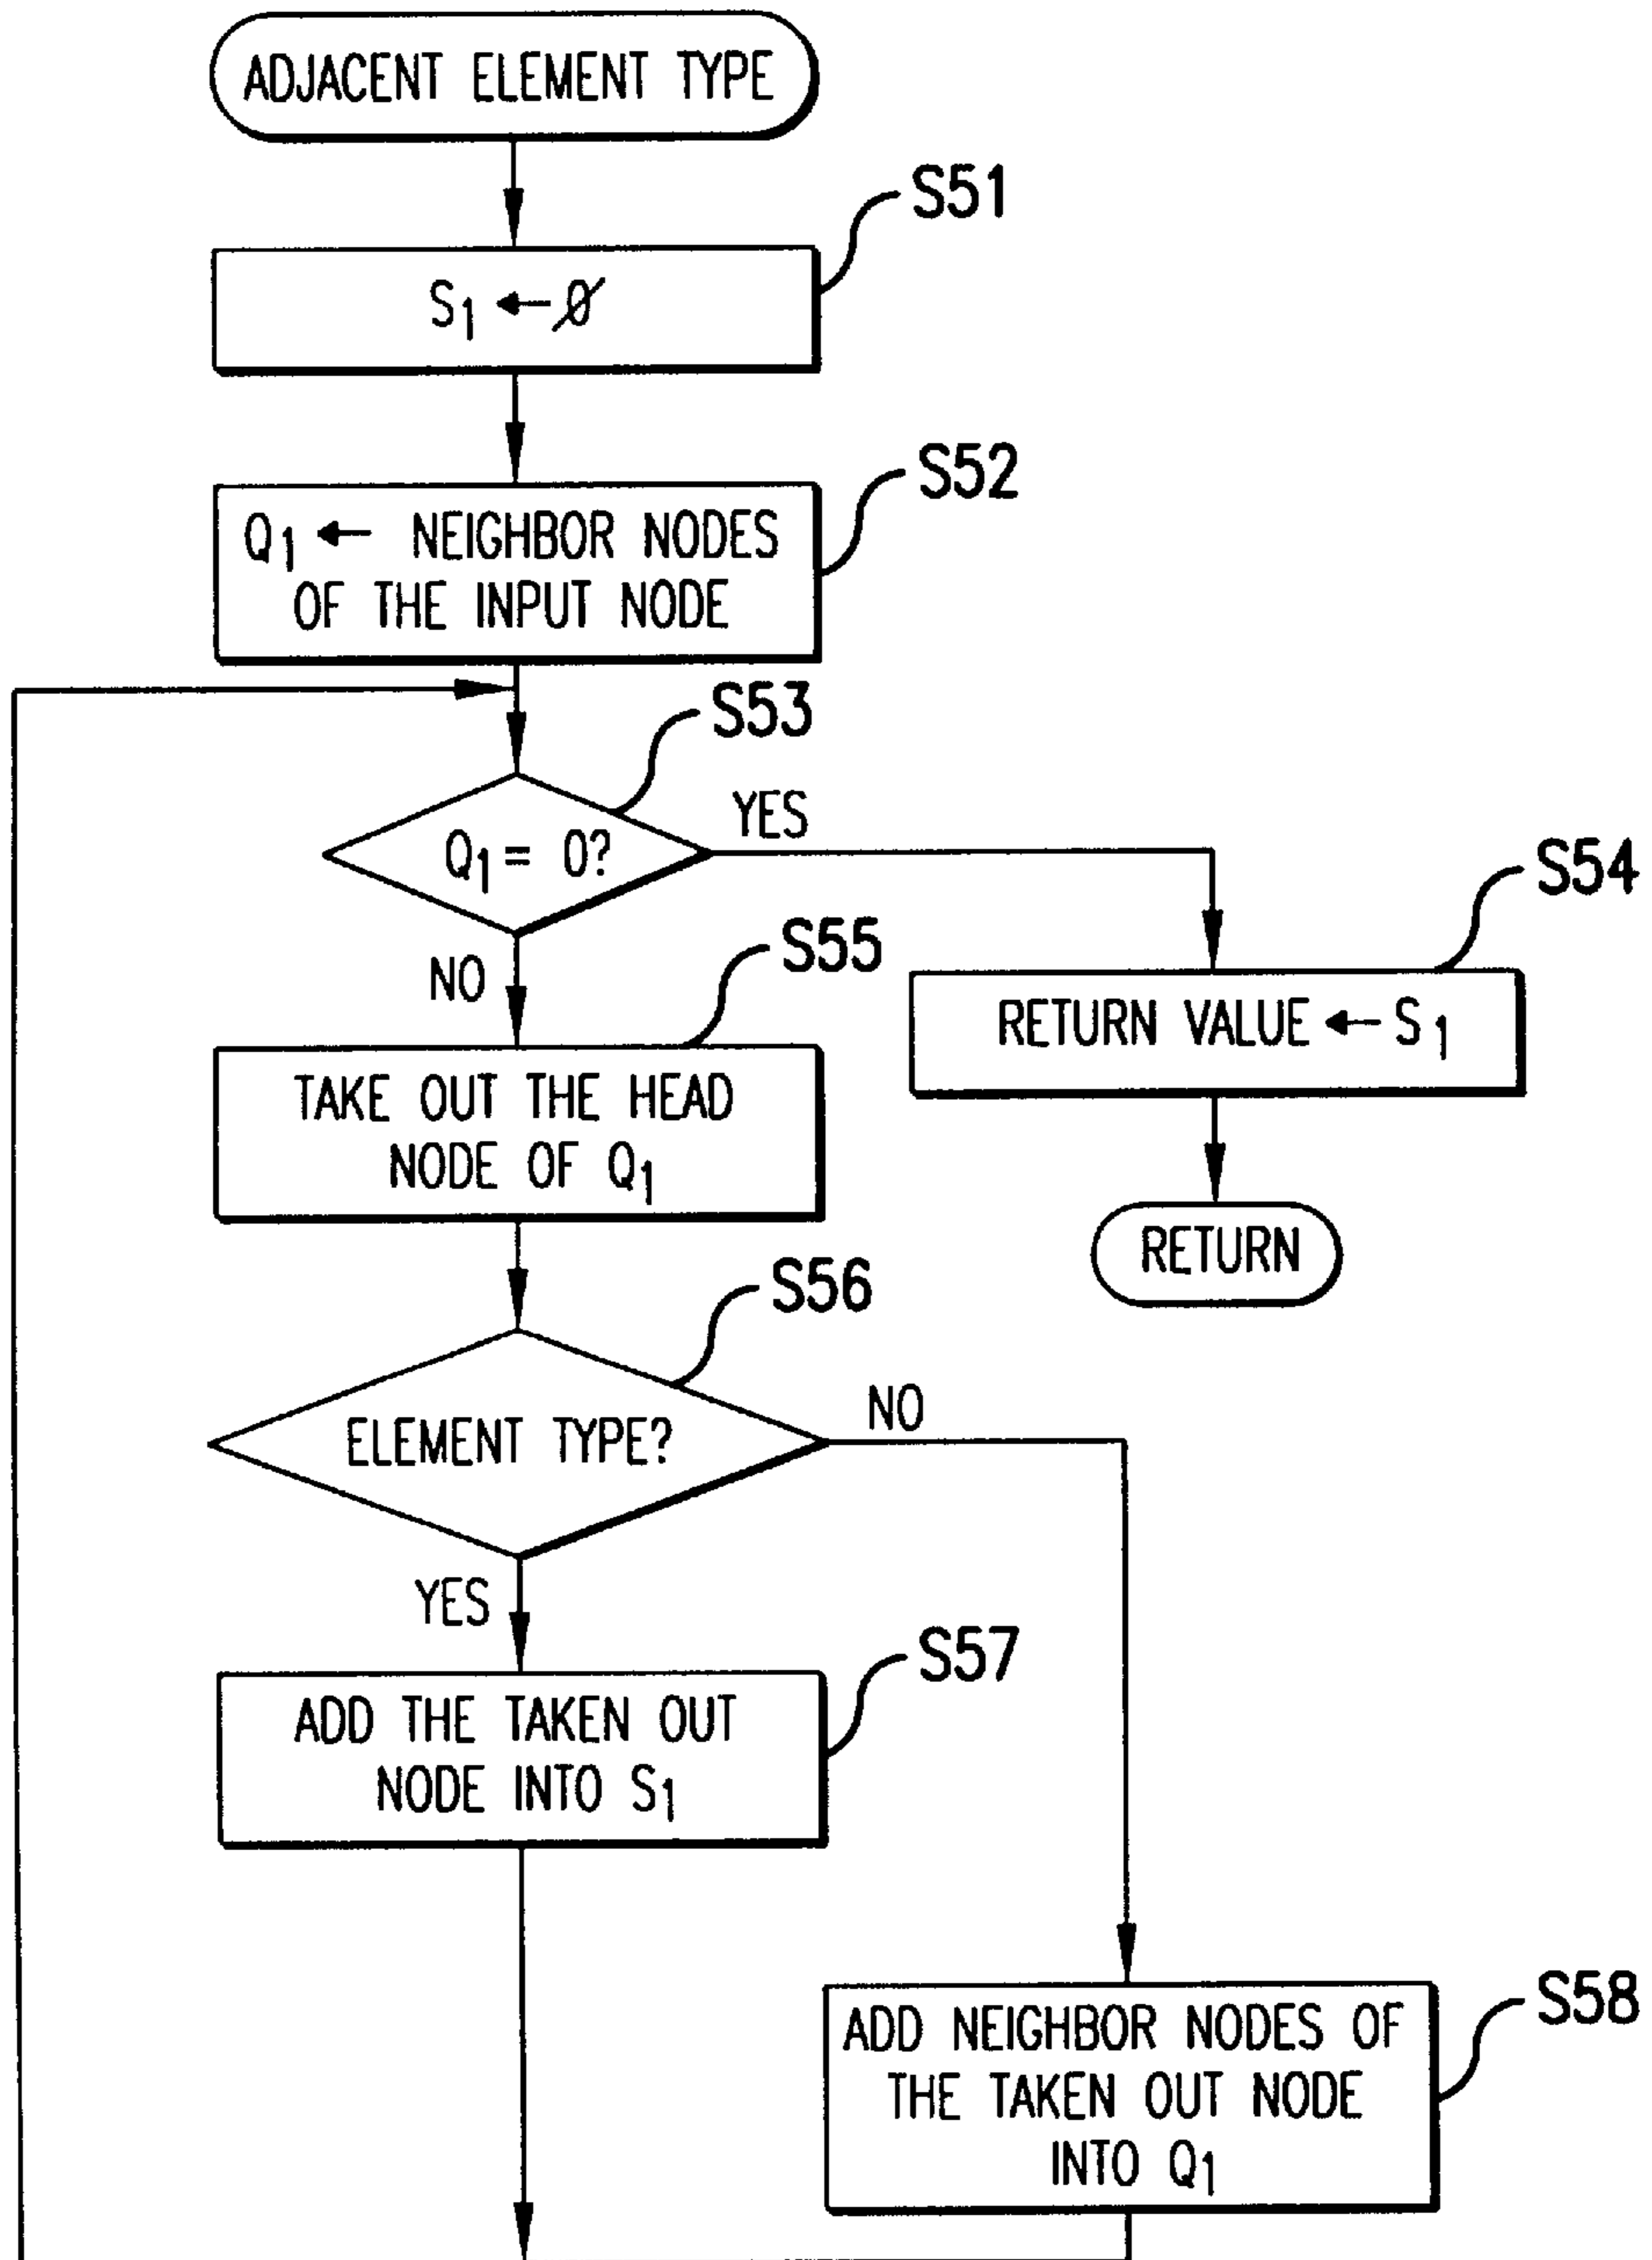 ADJACENT ELEMENT TYPE
S51
S₁ ← ∅
S52
Q₁ ← NEIGHBOR NODES
OF THE INPUT NODE
S53
Q₁ = 0?
YES
S54
NO
S55
RETURN VALUE ← S₁
TAKE OUT THE HEAD
NODE OF Q₁
RETURN
S56
ELEMENT TYPE?
NO
YES
S57
ADD THE TAKEN OUT
NODE INTO S₁
S58
ADD NEIGHBOR NODES OF
THE TAKEN OUT NODE
INTO Q₁